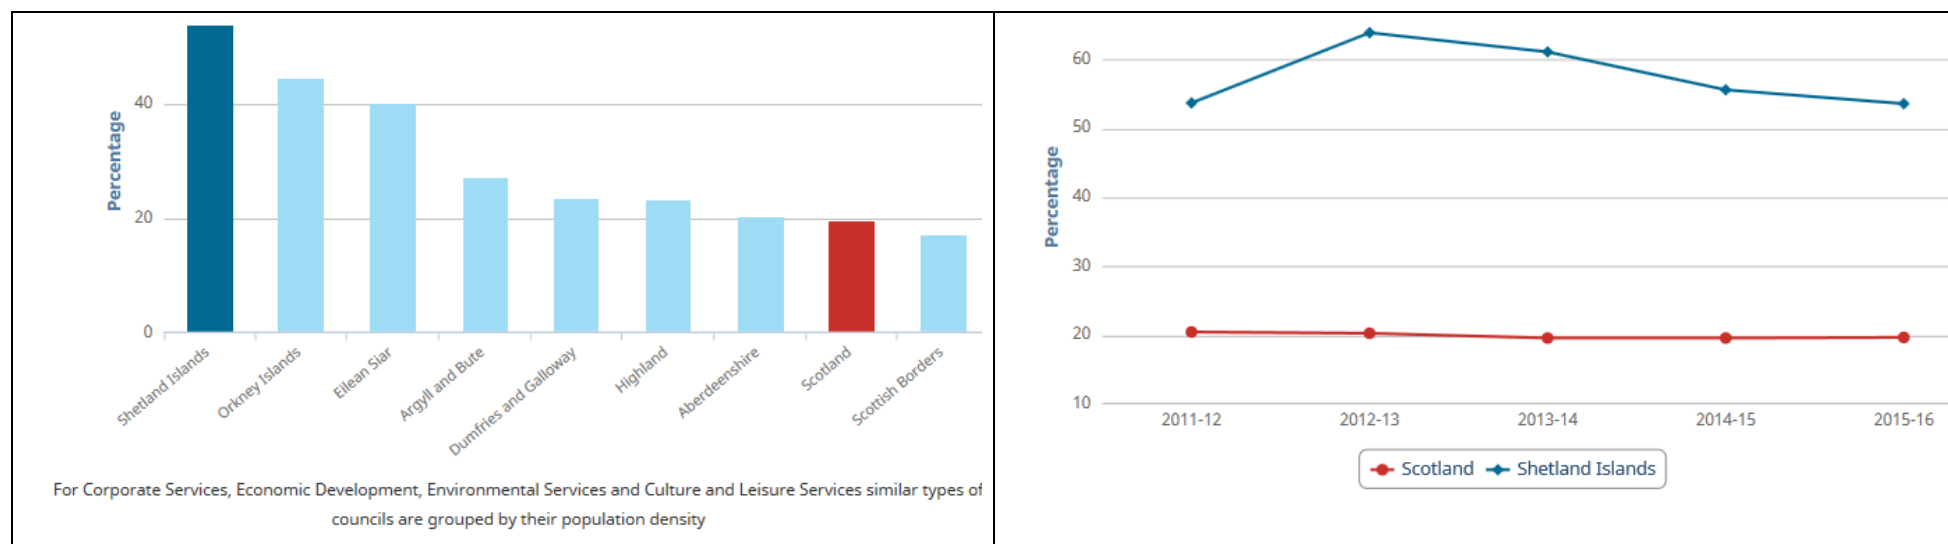 40
20
0
Percentage
Shetland Islands
Orkney Islands
Eilean Siar
Argyll and Bute
Dumfries and Galloway
Highland
Aberdeenshire
Scotland
Scottish Borders
For Corporate Services, Economic Development, Environmental Services and Culture and Leisure Services similar types of
councils are grouped by their population density
60
50
40
30
20
10
Percentage
2011-12
2012-13
2013-14
2014-15
2015-16
Scotland
Shetland Islands